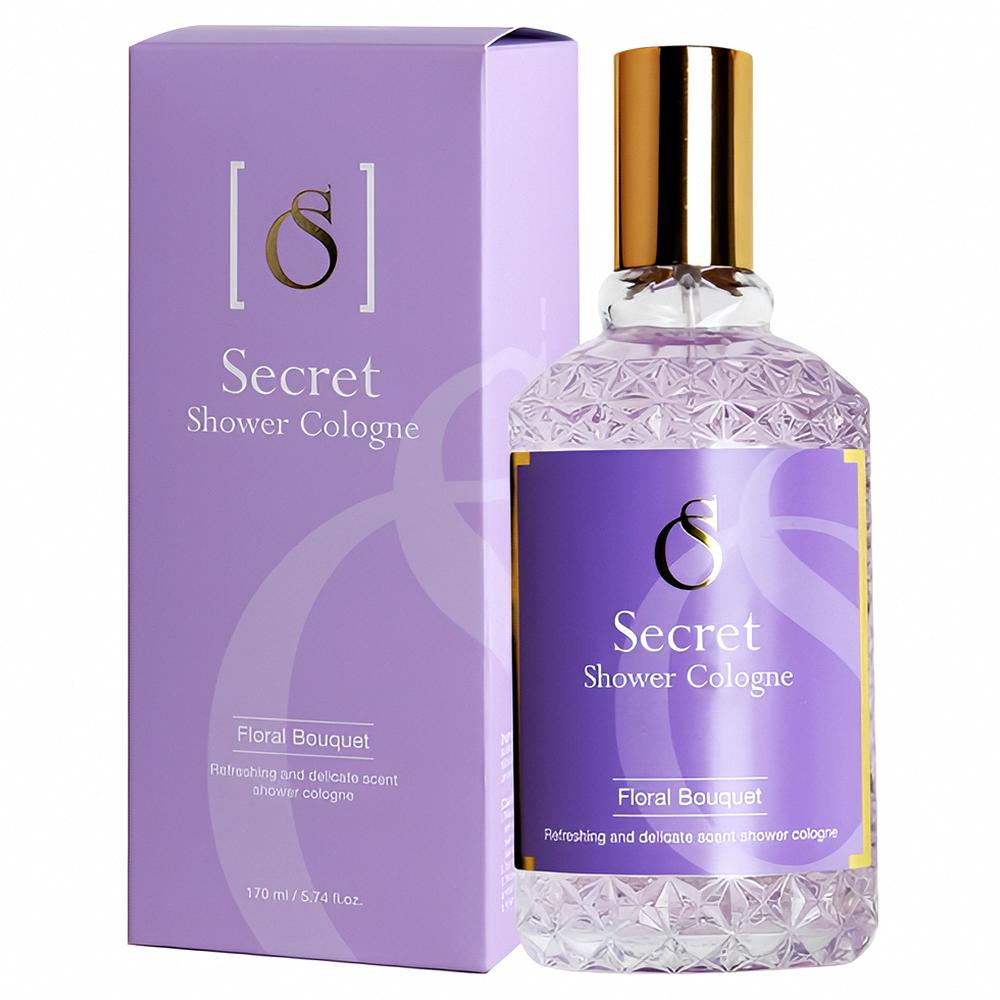 [ S ]
Secret
Shower Cologne
Floral Bouquet
Refreshing and delicate scent
shower cologne
170 ml / 5.74 fl.oz.
S
Secret
Shower Cologne
Floral Bouquet
Refreshing and delicate scent shower cologne